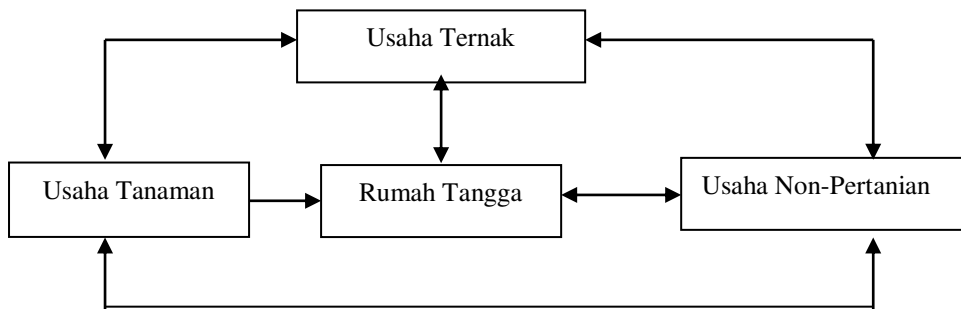 Usaha Ternak
Usaha Tanaman
Rumah Tangga
Usaha Non-Pertanian